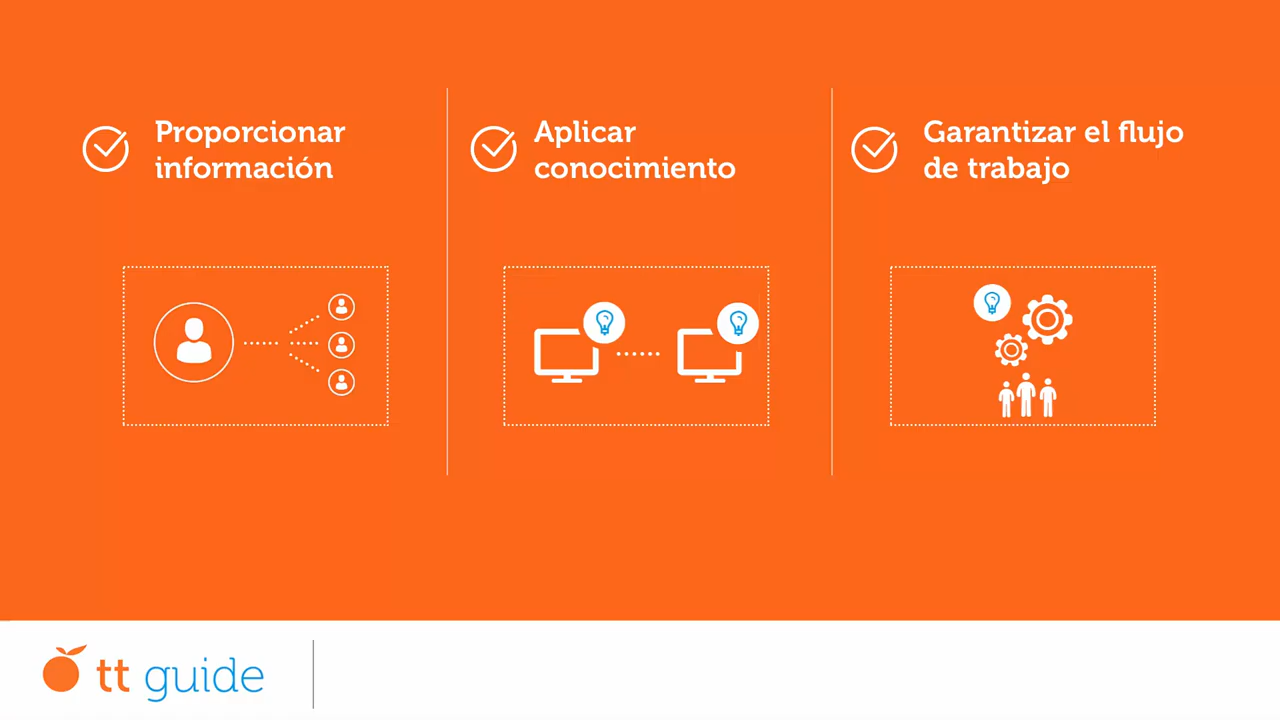 Proporcionar
información
Aplicar
conocimiento
Garantizar el flujo
de trabajo
tt guide